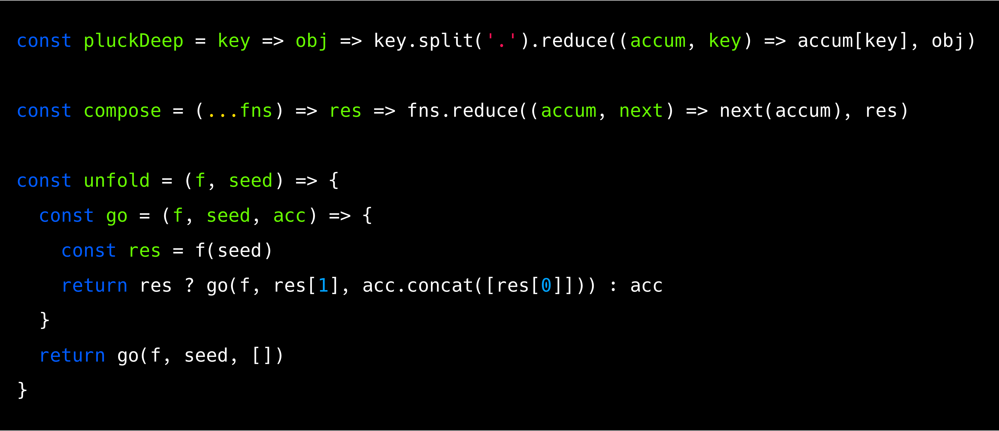 const pluckDeep = key => obj => key.split('.').reduce((accum, key) => accum[key], obj)
const compose = (...fns) => res => fns.reduce((accum, next) => next(accum), res)
const unfold = (f, seed) => {
const go = (f, seed, acc) => {
const res = f(seed)
return res ? go(f, res[1], acc.concat([res[0]])) : acc
}
return go(f, seed, [])
}